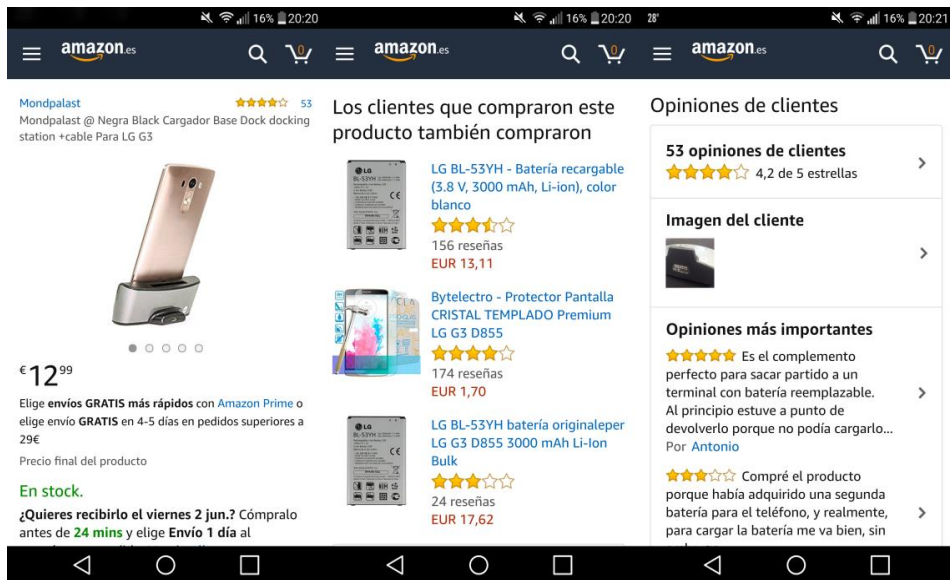 16% 20:20
amazon.es
0
Mondpalast
53
Mondpalast @ Negra Black Cargador Base Dock docking
station +cable Para LG G3
€12 99
Elige envíos GRATIS más rápidos con Amazon Prime o
elige envío GRATIS en 4-5 días en pedidos superiores a
29€
Precio final del producto
En stock.
¿Quieres recibirlo el viernes 2 jun.? Cómpralo
antes de 24 mins y elige Envío 1 día al
16% 20:20
amazon.es
0
Los clientes que compraron este
producto también compraron
LG
BL-53YH
LG BL-53YH - Batería recargable
(3.8 V, 3000 mAh, Li-ion), color
blanco
156 reseñas
EUR 13,11
Bytelectro - Protector Pantalla
CRISTAL TEMPLADO Premium
LG G3 D855
174 reseñas
EUR 1,70
LG
BL-53YH
LG BL-53YH batería originaleper
LG G3 D855 3000 mAh Li-Ion
Bulk
24 reseñas
EUR 17,62
28° 16% 20:21
amazon.es
0
Opiniones de clientes
53 opiniones de clientes
4,2 de 5 estrellas
Imagen del cliente
Opiniones más importantes
Es el complemento
perfecto para sacar partido a un
terminal con batería reemplazable.
Al principio estuve a punto de
devolverlo porque no podía cargarlo...
Por Antonio
Compré el producto
porque había adquirido una segunda
batería para el teléfono, y realmente,
para cargar la batería me va bien, sin